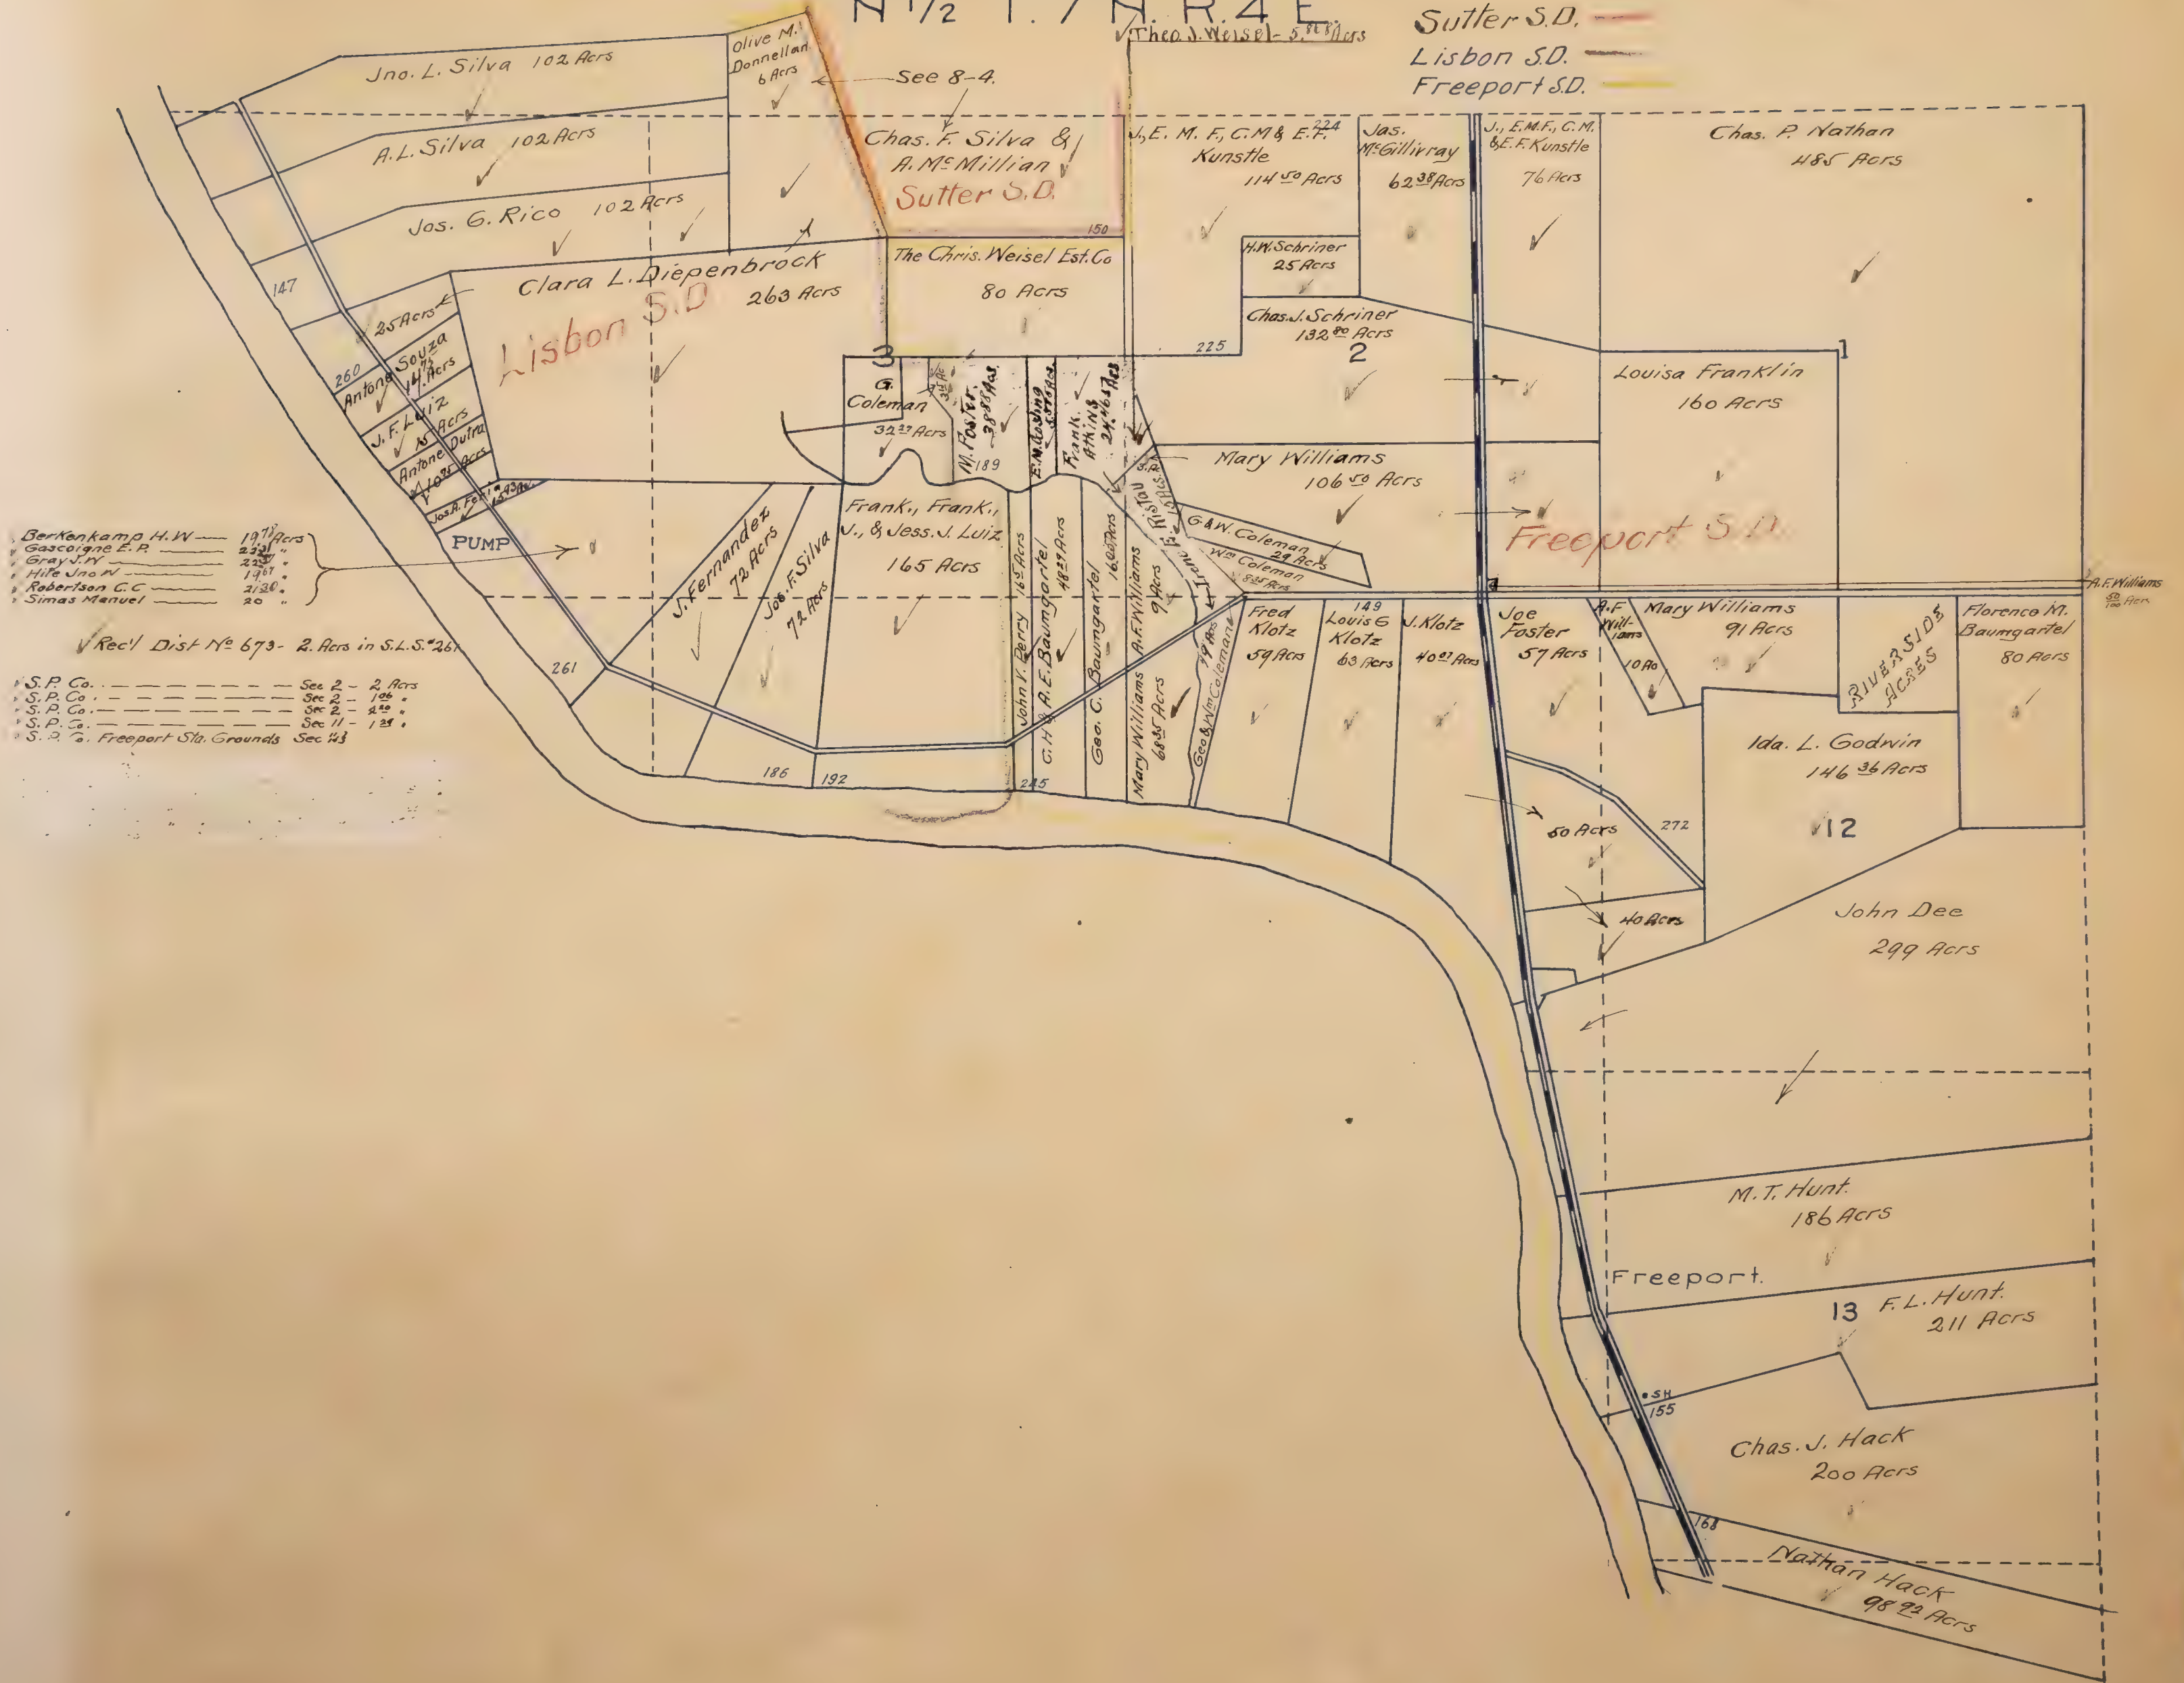 N 1/2 T. 7 N. R. 4 E.
Sutter S.D.
Lisbon S.D.
Freeport S.D.
Theo. J. Weisel -
Jno. L. Silva 102 Acrs
Olive M. Donnellan
6 Acrs
See 8-4.
A.L. Silva 102 Acrs
Jos. G. Rico 102 Acrs
Chas. F. Silva &
A. McMillian
Sutter S.D.
150
J., E. M. F., C.M & E.F.
Kunstle
114 50 Acrs
224
Jas.
McGillivray
62 38 Acrs
J., E.M.F., C.M.
& E.F. Kunstle
76 Acrs
Chas. P. Nathan
485 Acrs
147
25 Acrs
Clara L. Diepenbrock
263 Acrs
Lisbon S.D
The Chris. Weisel Est. Co
80 Acrs
H.W. Schriner
25 Acrs
Chas. J. Schriner
132 80 Acrs
225
2
3
1
Louisa Franklin
160 Acrs
260
Antone Souza
J. F. Luiz
15 Acrs
Antone Dutra
PUMP
G.
Coleman
32 27 Acrs
M. Foster
189
Frank
Atkins
Mary Williams
106 50 Acrs
G & W. Coleman
29 Acrs
Wm Coleman
Freeport S.D.
Berkenkamp H.W
Gascoigne E.P.
Gray J.W
Hite Jno W
Robertson C.C
Simas Manuel 20 "
Rec'l Dist No 673 - 2. Acrs in S.L.S. #261
S.P. Co. Sec 2 - 2 Acrs
S.P. Co. Sec 2 -
S.P. Co. Sec 2 -
S.P. Co. Sec 11 -
S.P. Co. Freeport Sta. Grounds Sec
J. Fernandez
72 Acrs
Jos. F. Silva
72 Acrs
Frank., Frank.,
J., & Jess. J. Luiz
165 Acrs
John V. Perry
C.H & A.E. Baumgartel
48 29 Acrs
Geo. C. Baumgartel
A.F. Williams
9 Acrs
Mary Williams
68 35 Acrs
Geo & Wm Coleman
Fred
Klotz
59 Acrs
149
Louis G
Klotz
63 Acrs
J. Klotz
Joe
Foster
57 Acrs
A.F
Williams
10 Ac
Mary Williams
91 Acrs
RIVERSIDE
ACRES
Florence M.
Baumgartel
80 Acrs
A.F. Williams
261
186
192
245
Ida. L. Godwin
146 36 Acrs
12
50 Acrs
272
40 Acrs
John Dee
299 Acrs
M. T. Hunt.
186 Acrs
Freeport.
13
F. L. Hunt.
211 Acrs
SH
155
Chas. J. Hack
200 Acrs
168
Nathan Hack
98 92 Acrs